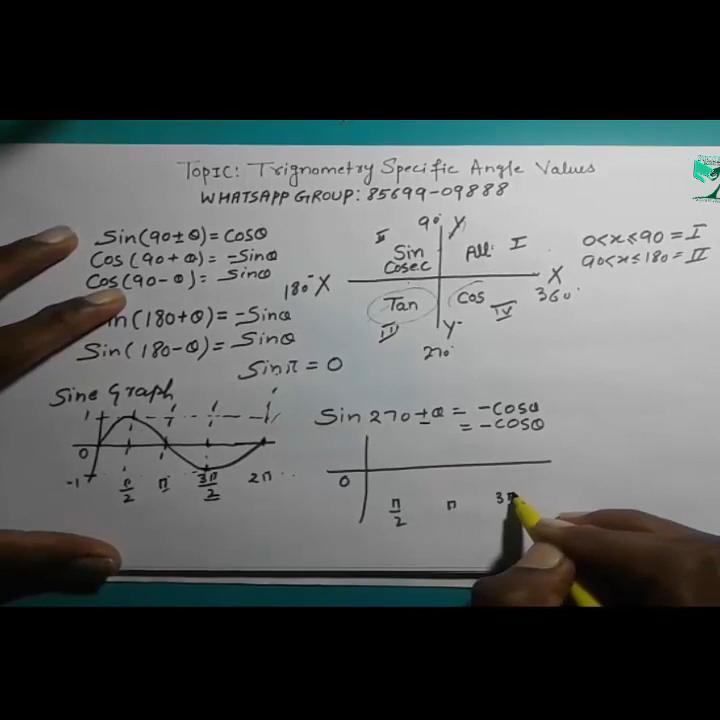 TOPIC: Trignometry Specific Angle Values
WHATSAPP GROUP: 85699-09888
Sin(90±θ) = Cosθ
Cos(90+θ) = -Sinθ
Cos(90-θ) = Sinθ
in(180+θ) = -Sinθ
Sin(180-θ) = Sinθ
Sinπ = 0
90° Y
II Sin Cosec
All: I
180° X
X 360°
Tan III
Cos IV
Y-
270°
0<x≤90 = I
90<x≤180 = II
Sine Graph
1
0
-1
π/2 π 3π/2 2π
Sin 270±θ = -Cosθ
= -Cosθ
0
π/2 π 3π